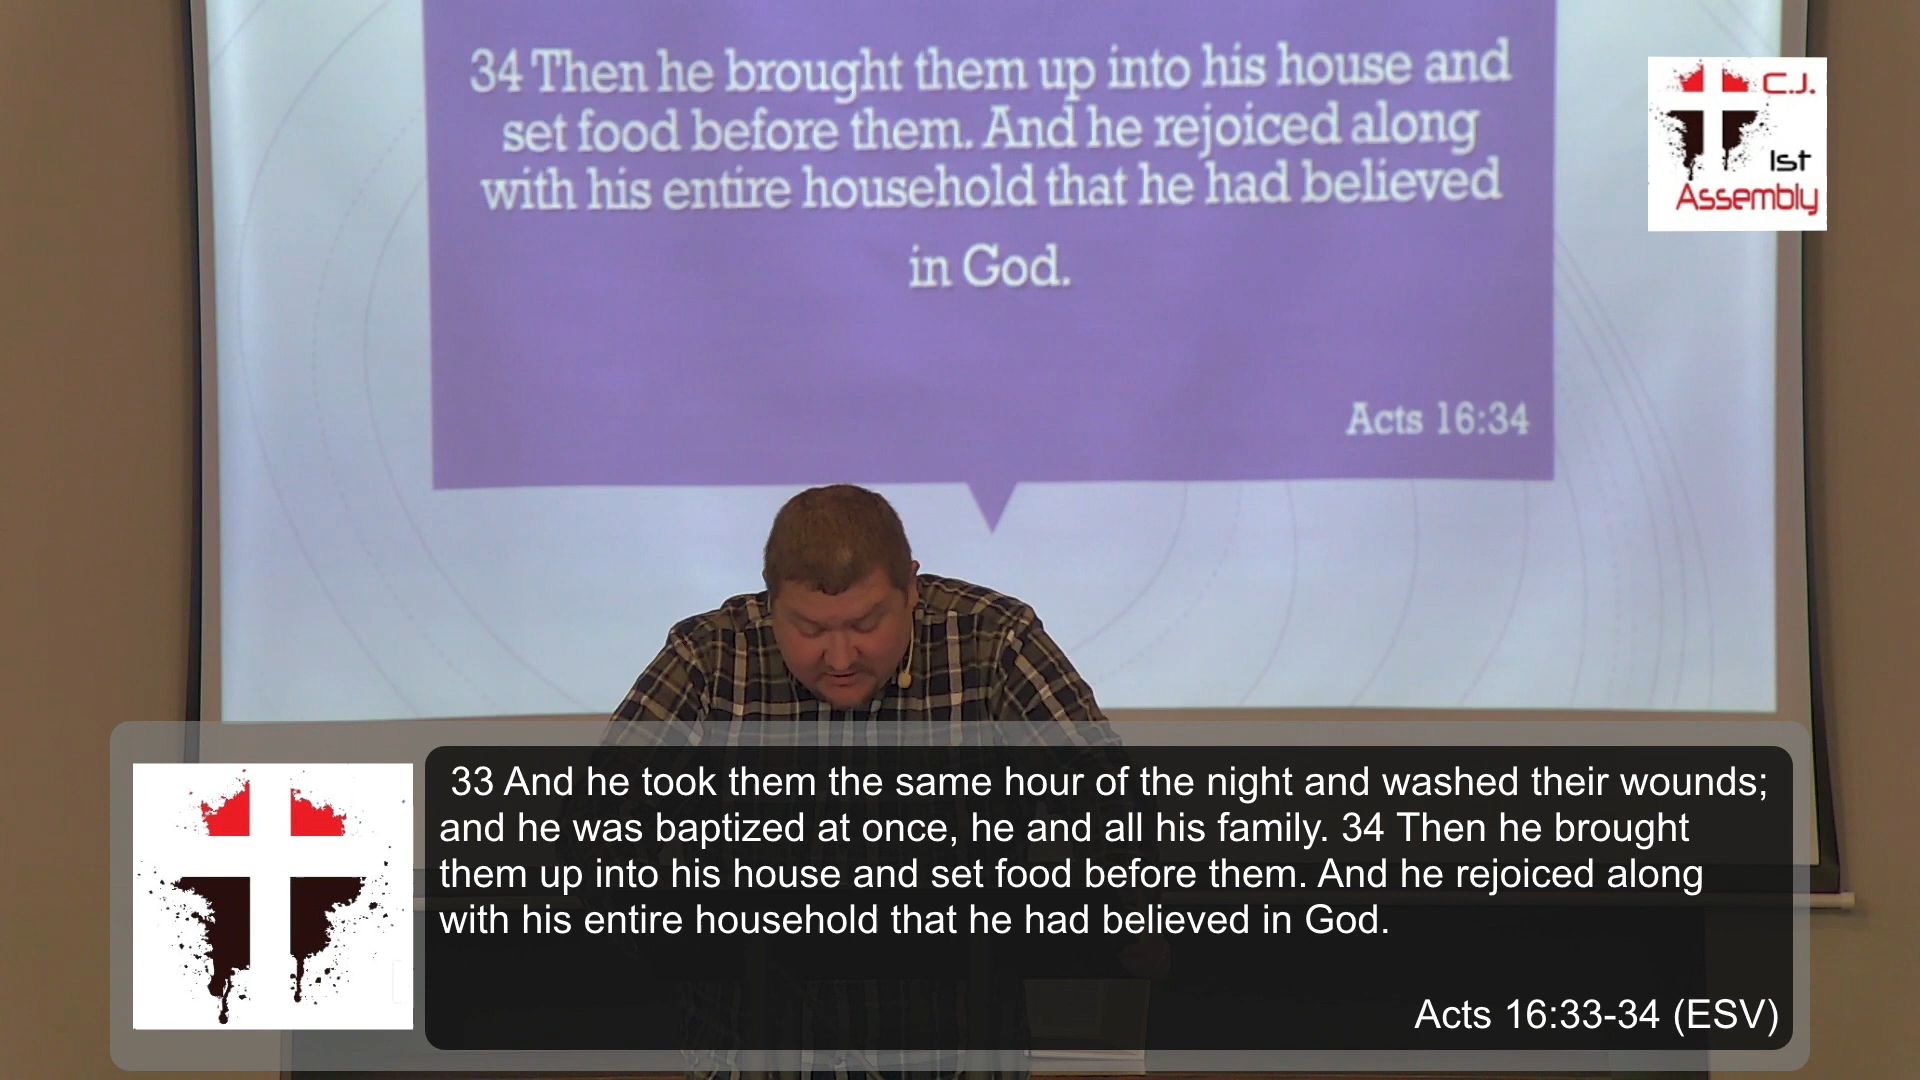 34 Then he brought them up into his house and
set food before them. And he rejoiced along
with his entire household that he had believed
in God.
Acts 16:34
C.J.
1st
Assembly
33 And he took them the same hour of the night and washed their wounds;
and he was baptized at once, he and all his family. 34 Then he brought
them up into his house and set food before them. And he rejoiced along
with his entire household that he had believed in God.
Acts 16:33-34 (ESV)